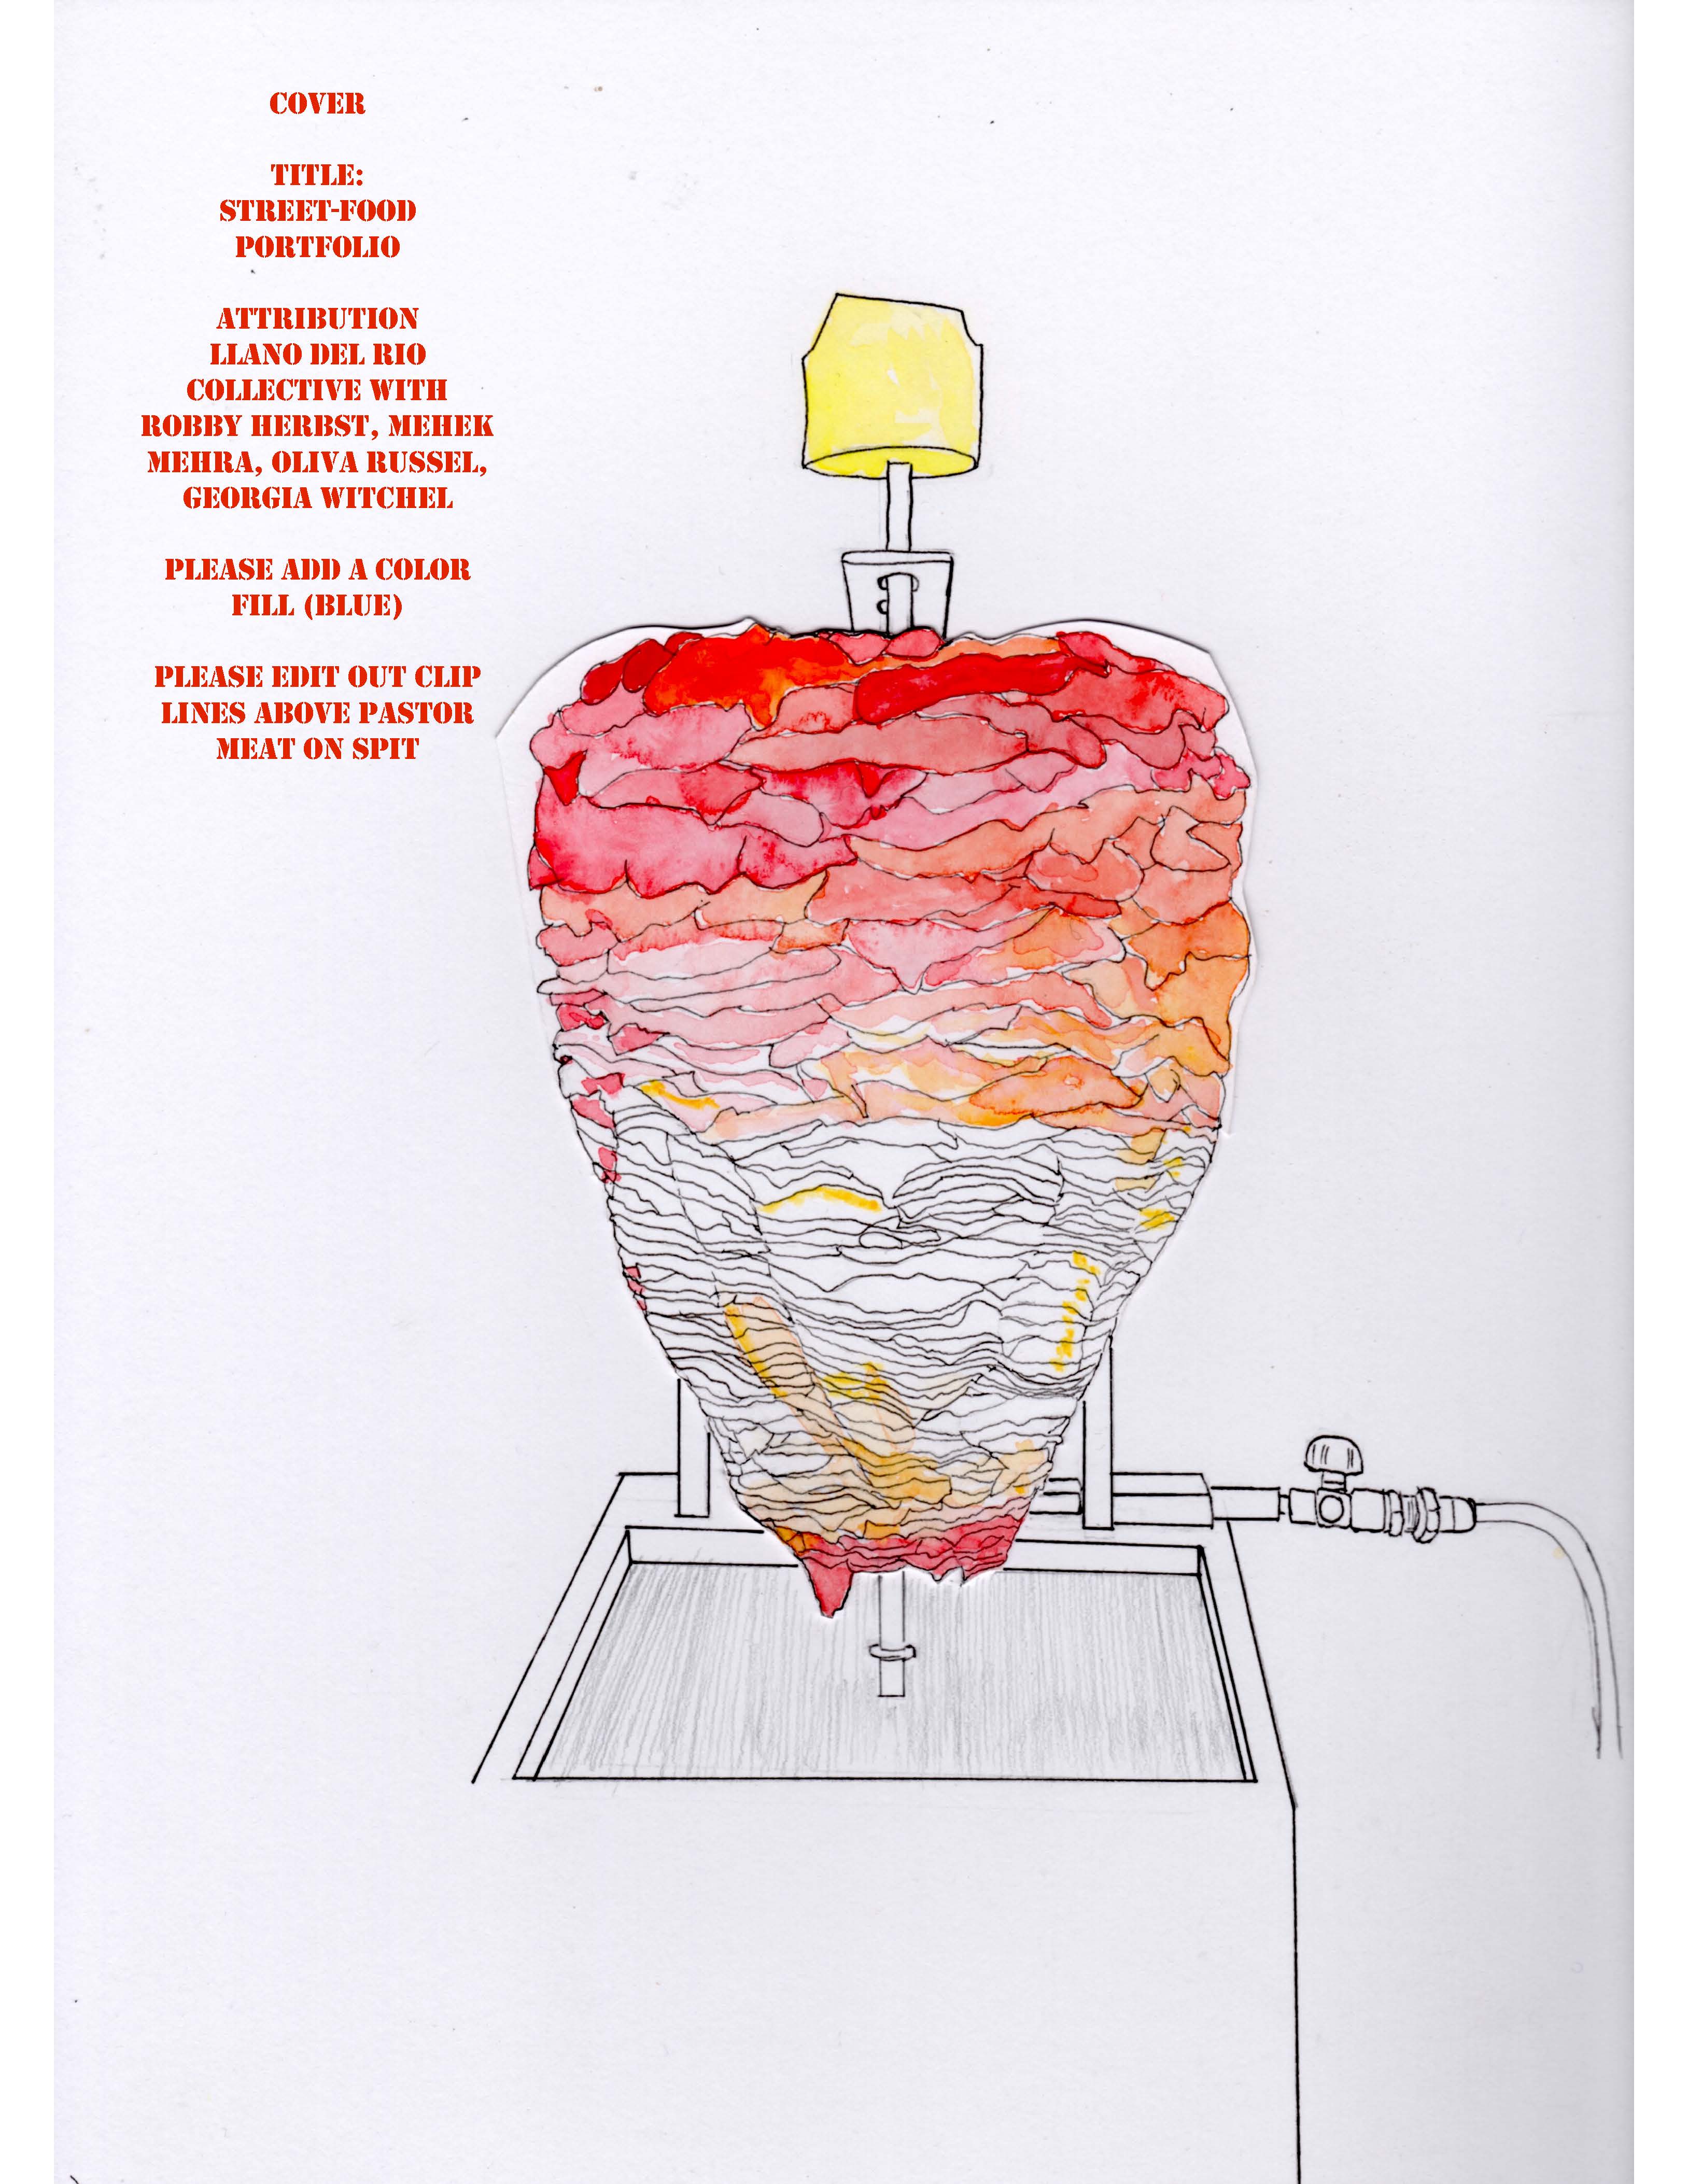 COVER
TITLE:
STREET-FOOD
PORTFOLIO
ATTRIBUTION
LLANO DEL RIO
COLLECTIVE WITH
ROBBY HERBST, MEHEK
MEHRA, OLIVA RUSSEL,
GEORGIA WITCHEL
PLEASE ADD A COLOR
FILL (BLUE)
PLEASE EDIT OUT CLIP
LINES ABOVE PASTOR
MEAT ON SPIT